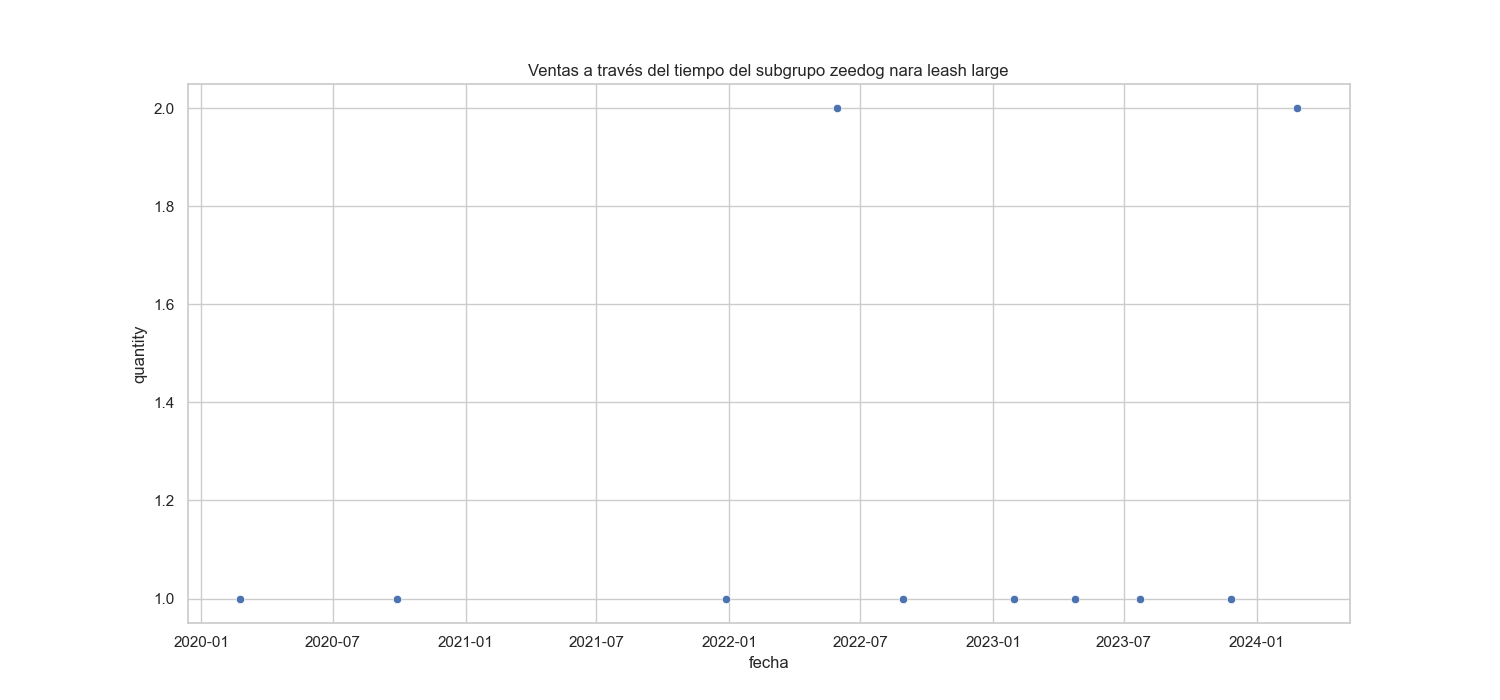 Ventas a través del tiempo del subgrupo zeedog nara leash large
2.0
1.8
1.6
1.4
1.2
1.0
quantity
2020-01 2020-07 2021-01 2021-07 2022-01 2022-07 2023-01 2023-07 2024-01
fecha